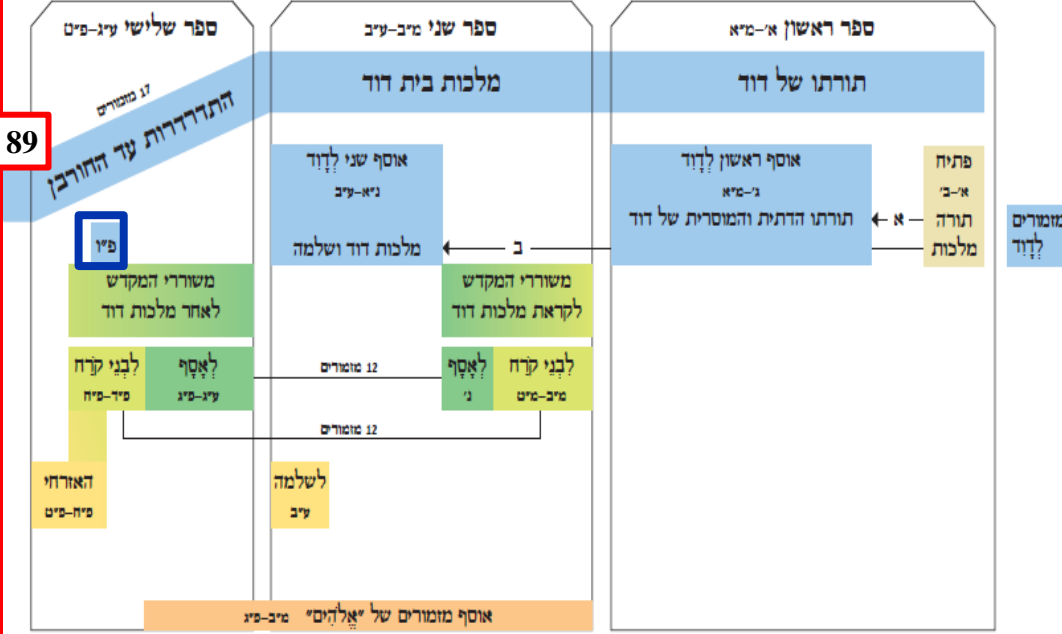 ספר ראשון א׳–מ״א
ספר שני מ״ב–ע״ב
ספר שלישי ע״ג–פ״ט
תורתו של דוד
מלכות בית דוד
התדרדרות עד החורבן
17 מזמורים
89
מזמורים
לְדָוִד
פתיח
א׳–ב׳
תורה
מלכות
א
ב
אוסף ראשון לְדָוִד
ג׳–מ״א
תורתו הדתית והמוסרית של דוד
אוסף שני לְדָוִד
נ״א–ע״ב
מלכות דוד ושלמה
פ״ו
משוררי המקדש
לקראת מלכות דוד
משוררי המקדש
לאחר מלכות דוד
לִבְנֵי קֹרַח
מ״ב–מ״ט
לְאָסָף
נ׳
12 מזמורים
לְאָסָף
ע״ג–פ״ג
לִבְנֵי קֹרַח
פ״ד–פ״ח
12 מזמורים
לשלמה
ע״ב
האזרחי
פ״ח–פ״ט
אוסף מזמורים של ״אֱלֹהִים״ מ״ב–פ״ג